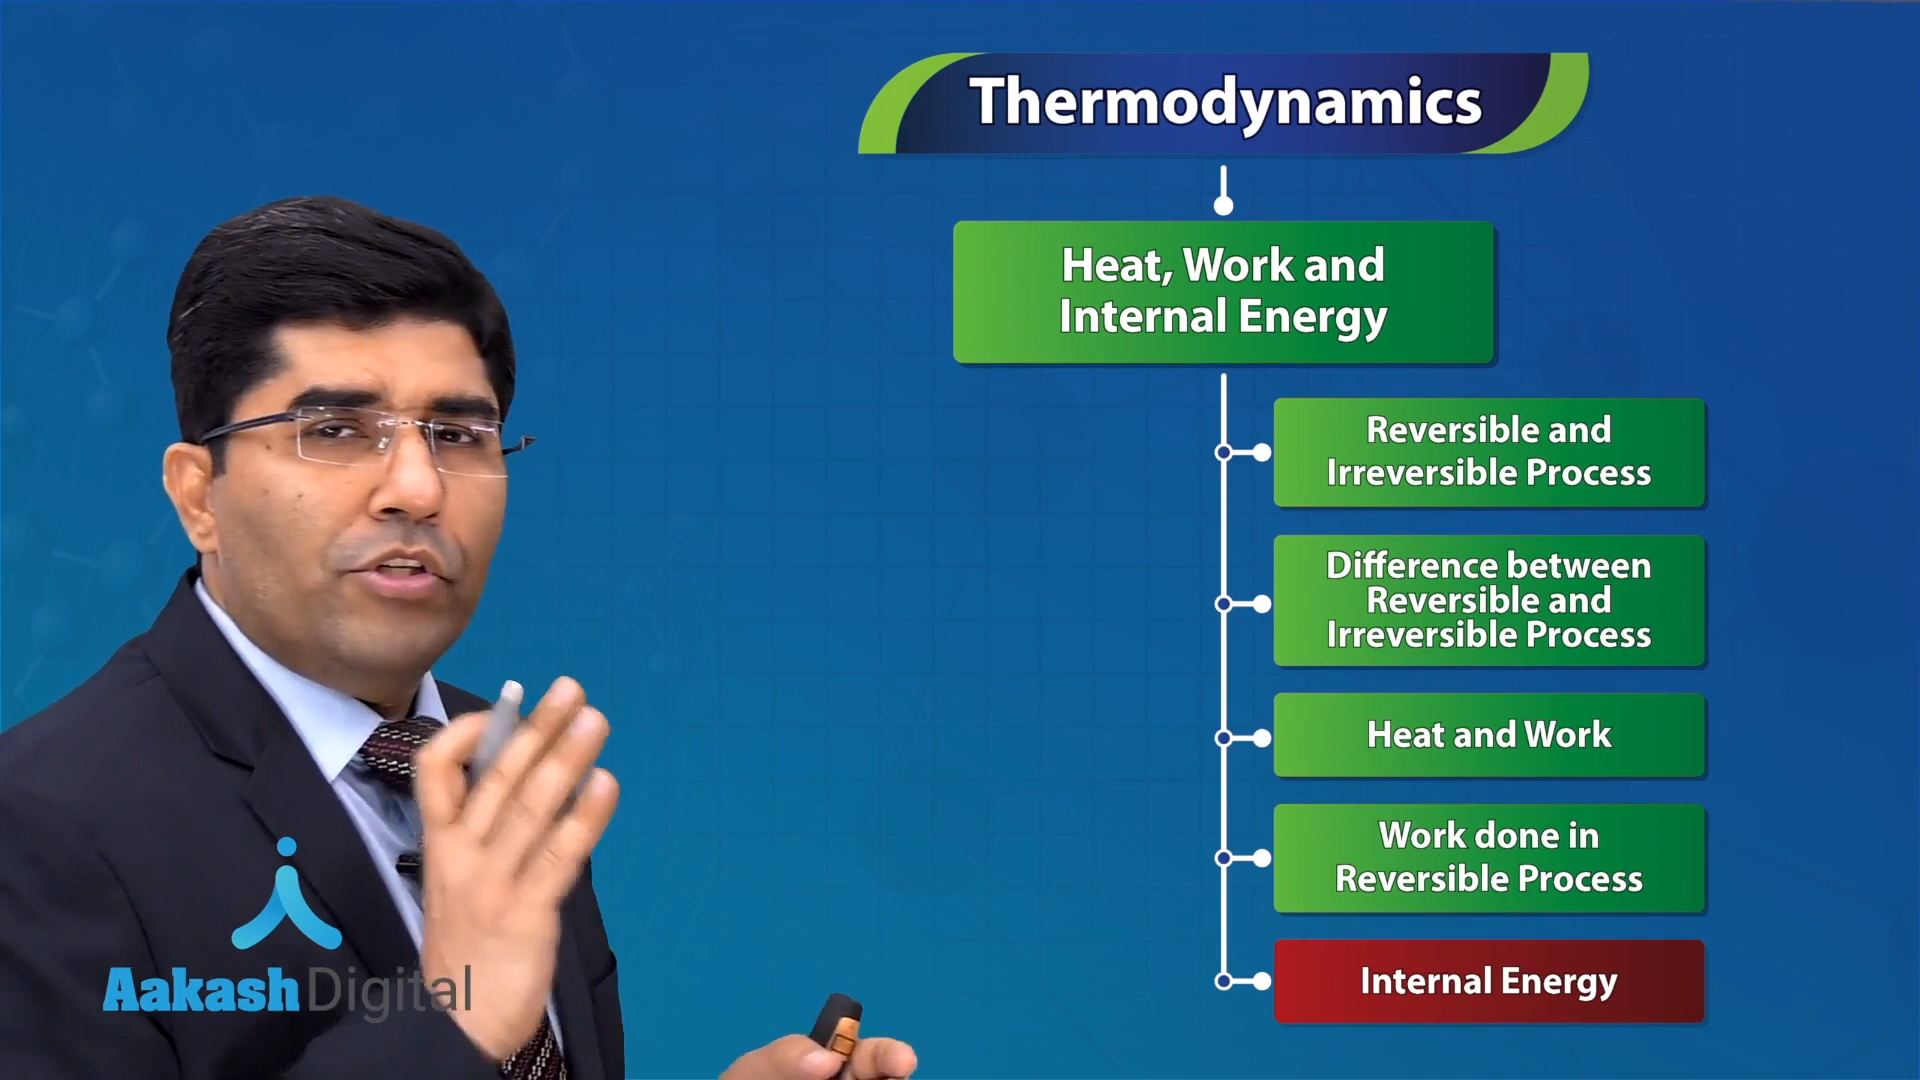 Thermodynamics
Heat, Work and
Internal Energy
Reversible and
Irreversible Process
Difference between
Reversible and
Irreversible Process
Heat and Work
Work done in
Reversible Process
Internal Energy
Aakash Digital